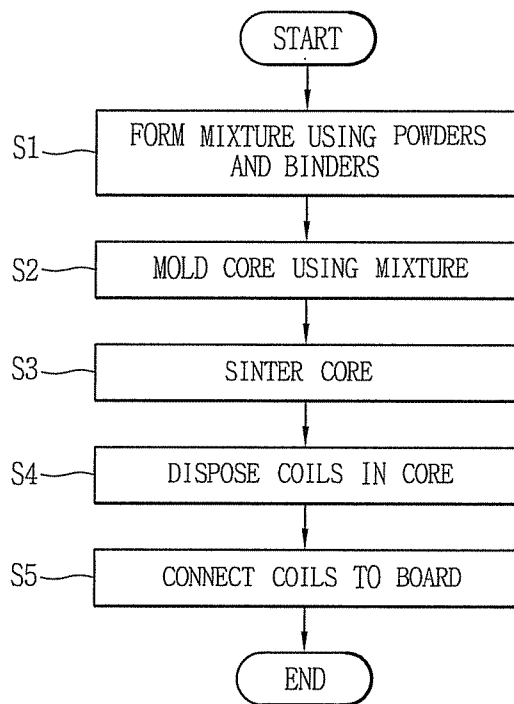 START
S1
FORM MIXTURE USING POWDERS
AND BINDERS
S2
MOLD CORE USING MIXTURE
S3
SINTER CORE
S4
DISPOSE COILS IN CORE
S5
CONNECT COILS TO BOARD
END